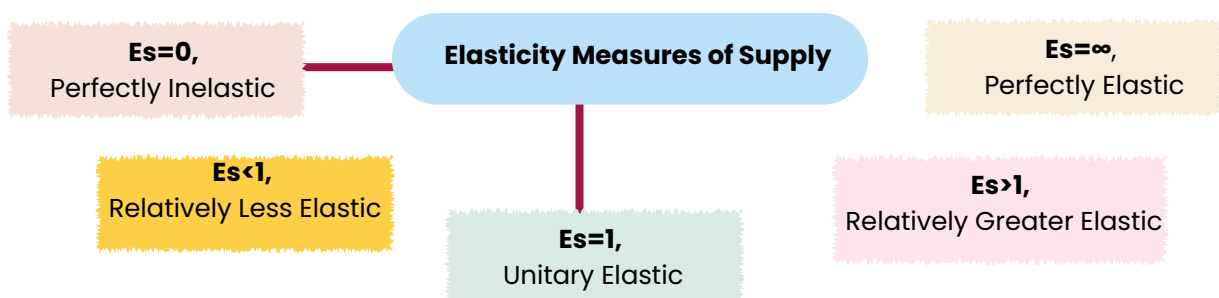 Elasticity Measures of Supply
Es=0,
Perfectly Inelastic
Es<1,
Relatively Less Elastic
Es=1,
Unitary Elastic
Es>1,
Relatively Greater Elastic
Es=∞,
Perfectly Elastic